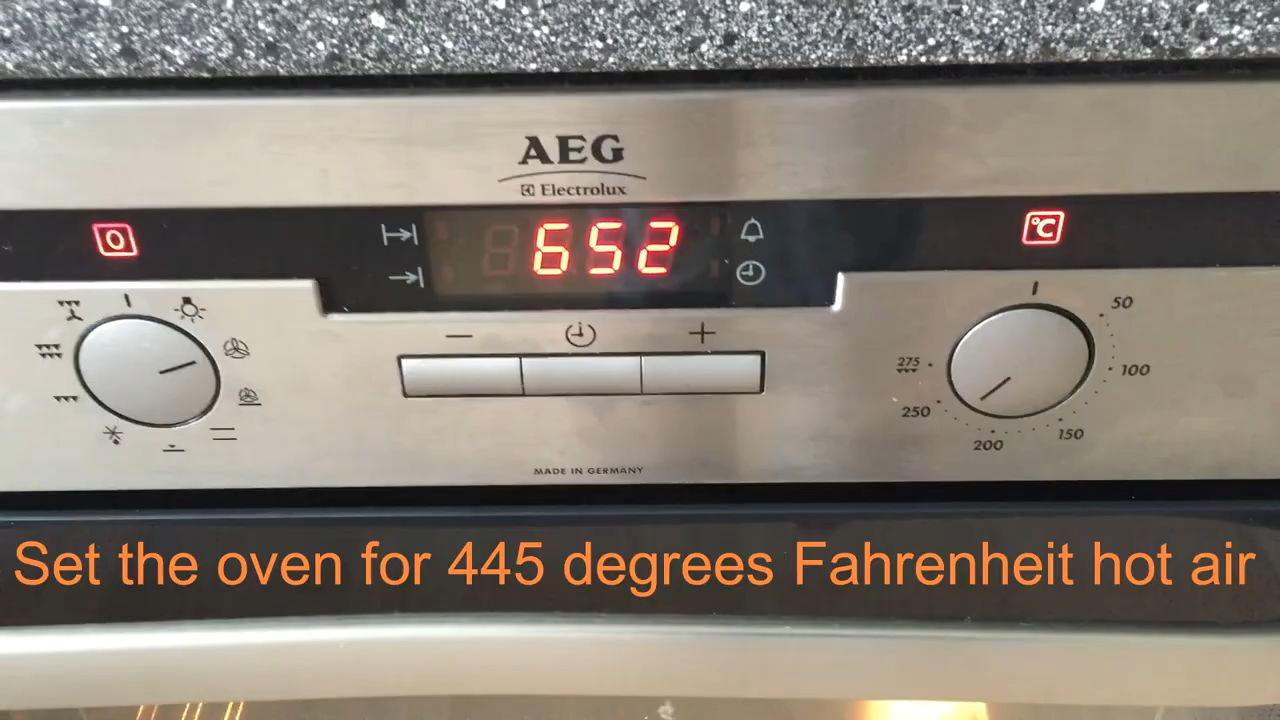 AEG
Electrolux
0
652
°C
50
100
150
200
250
275
MADE IN GERMANY
Set the oven for 445 degrees Fahrenheit hot air